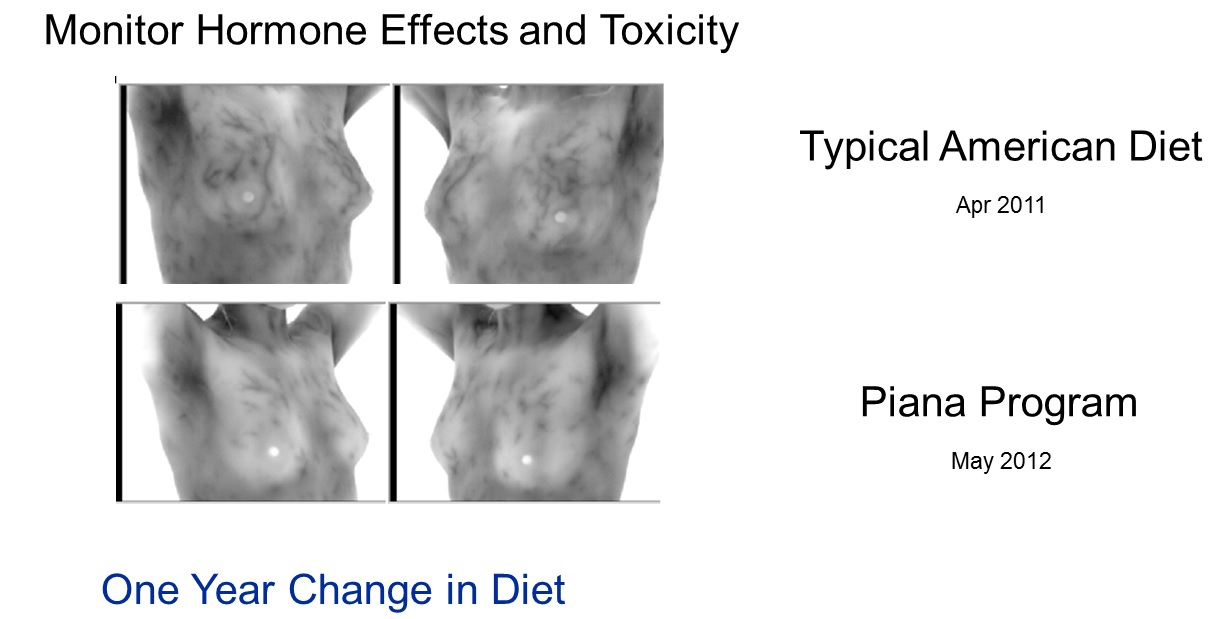 Monitor Hormone Effects and Toxicity
Typical American Diet
Apr 2011
Piana Program
May 2012
One Year Change in Diet